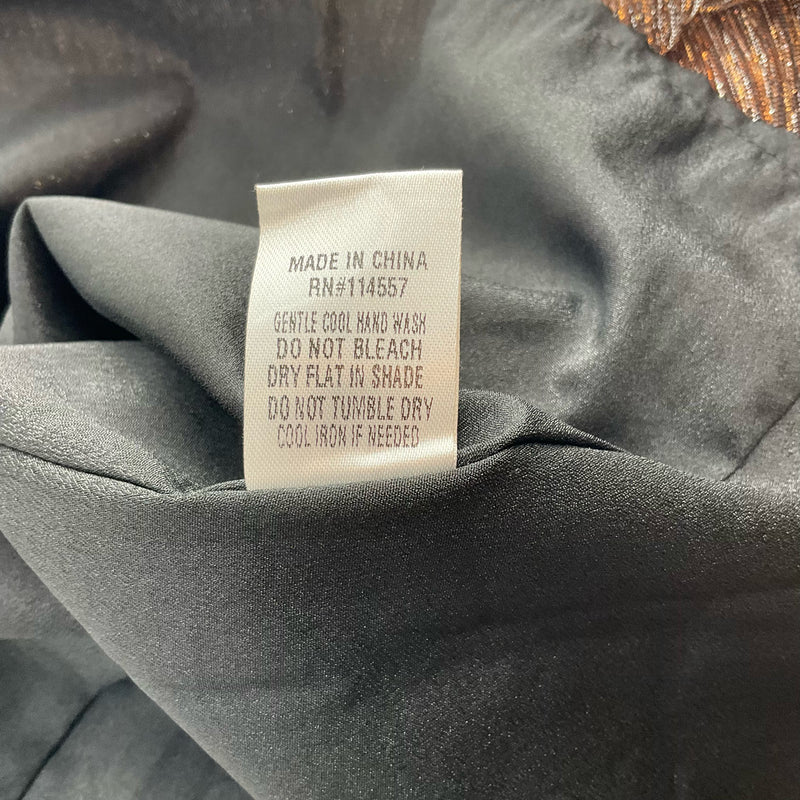 MADE IN CHINA
RN#114557
GENTLE COOL HAND WASH
DO NOT BLEACH
DRY FLAT IN SHADE
DO NOT TUMBLE DRY
COOL IRON IF NEEDED